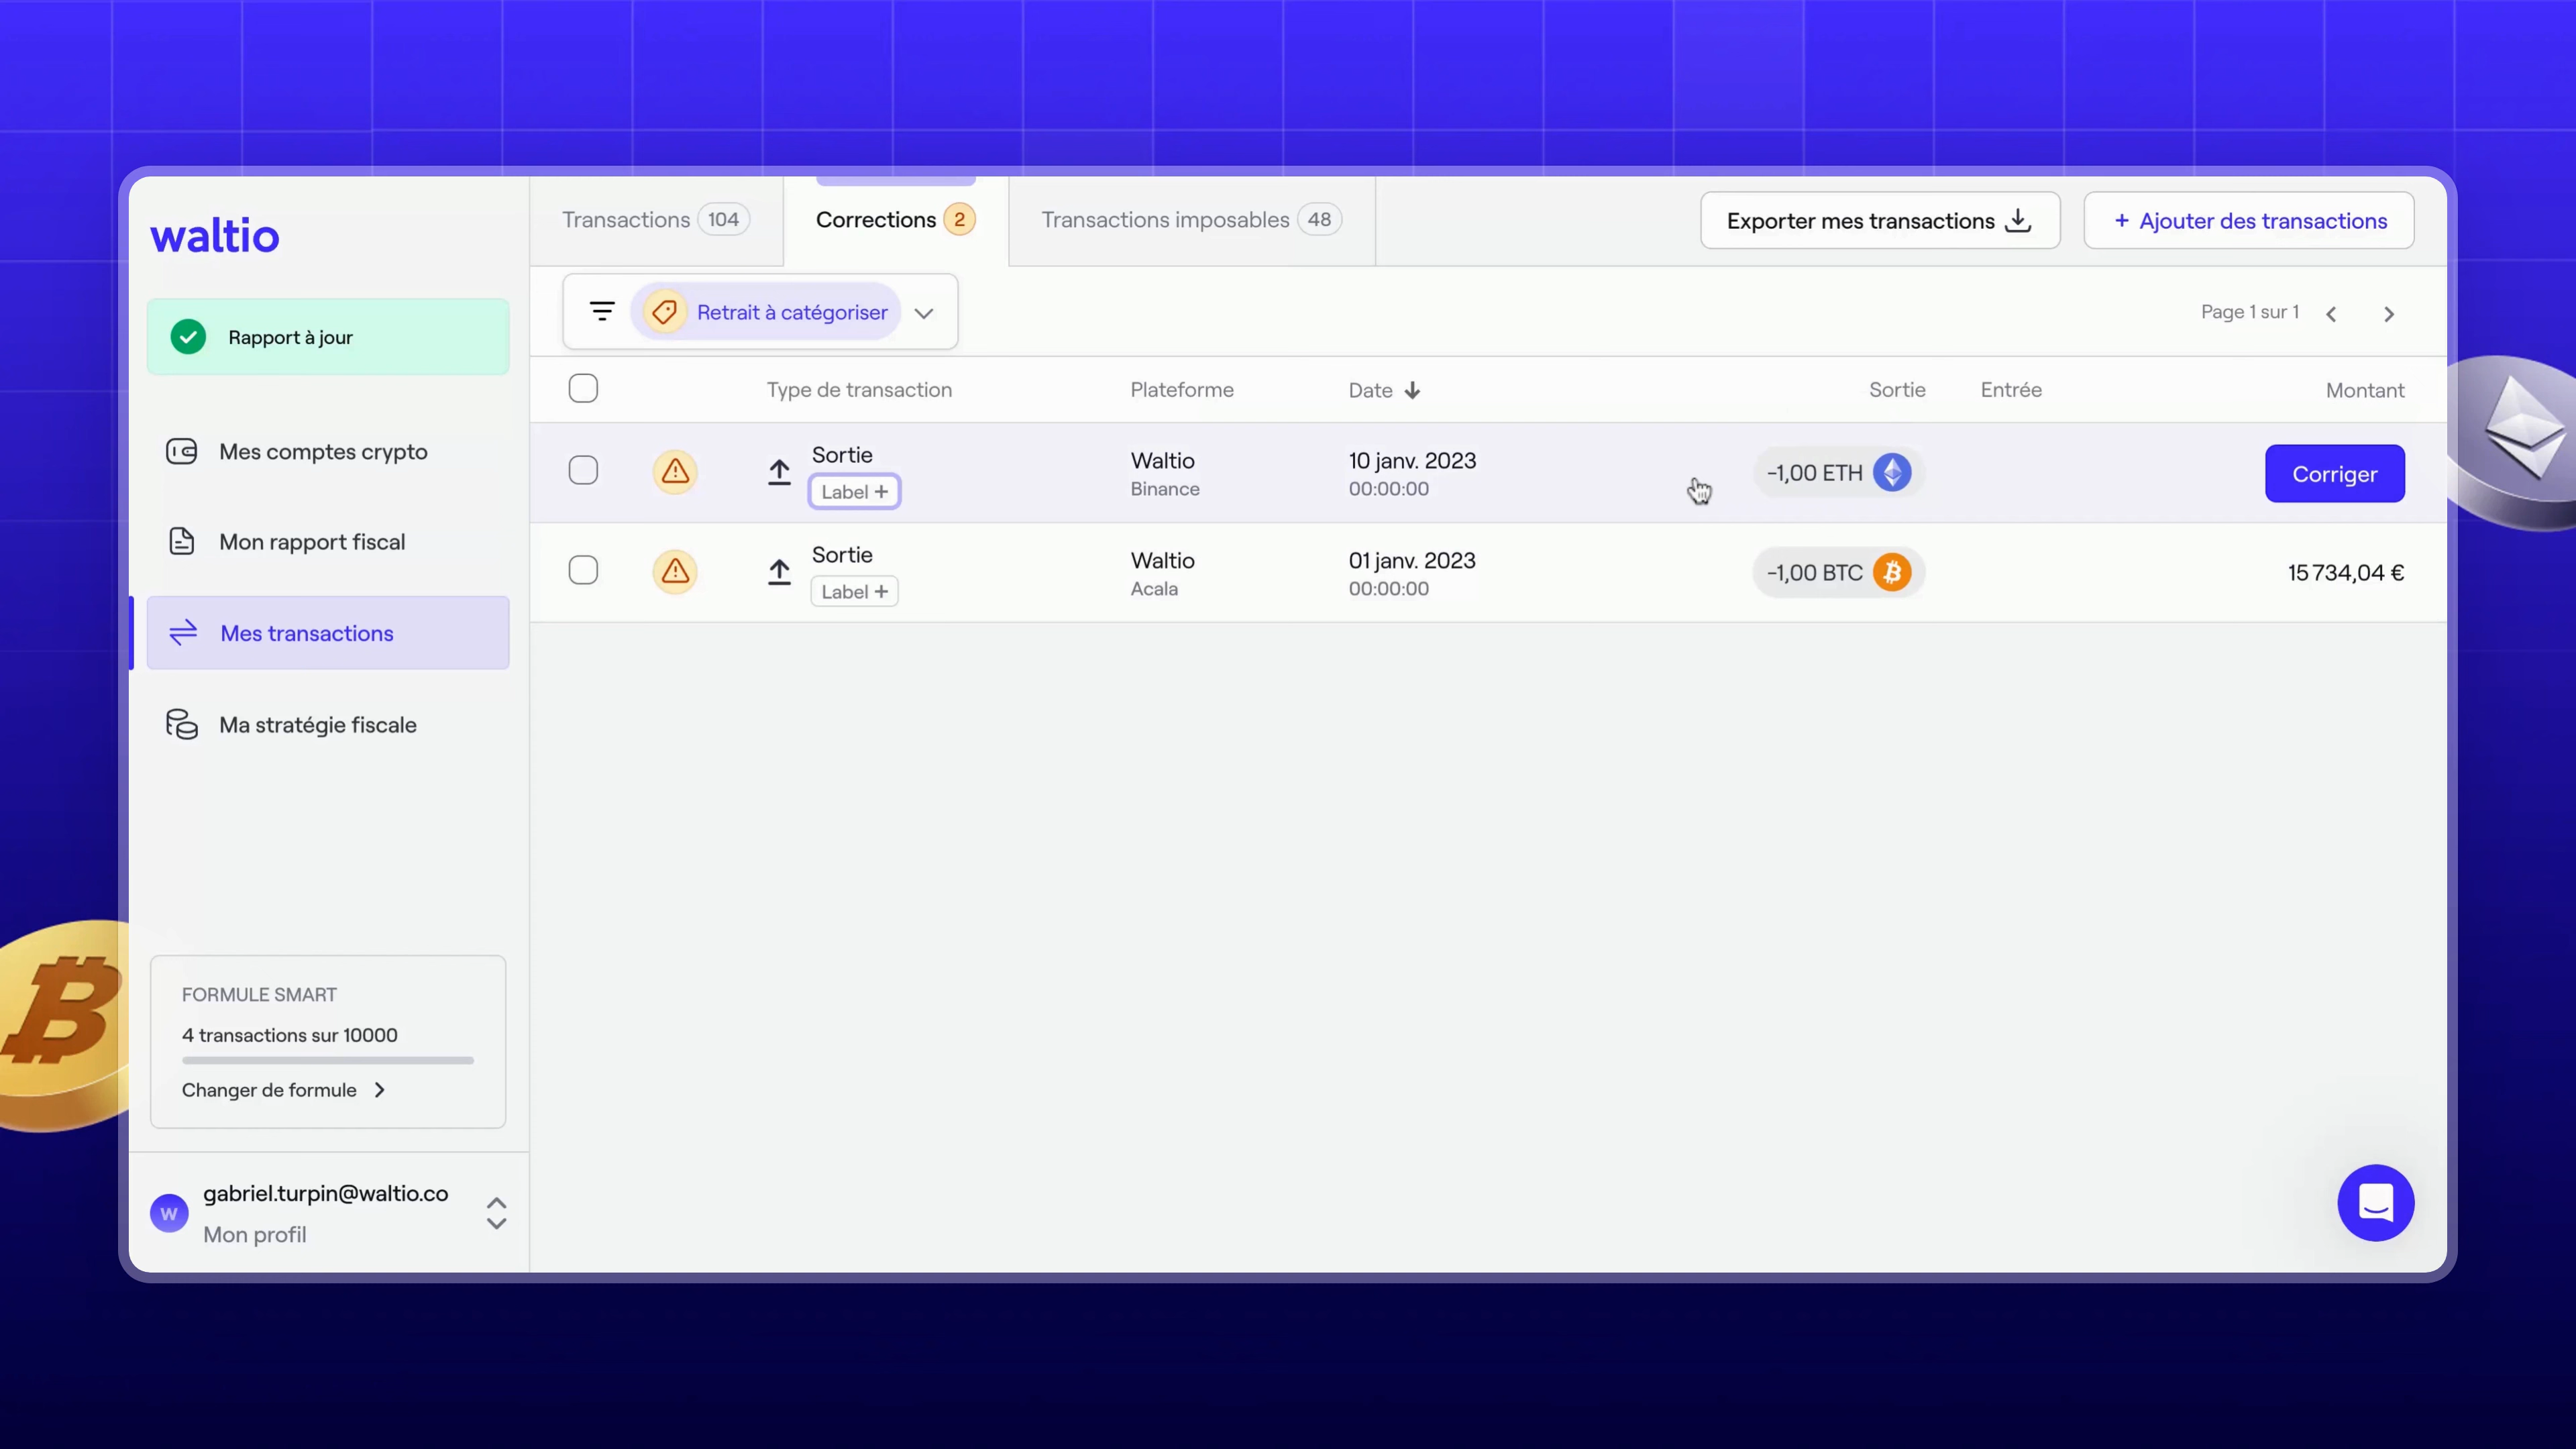 waltio
Rapport à jour
Mes comptes crypto
Mon rapport fiscal
Mes transactions
Ma stratégie fiscale
FORMULE SMART
4 transactions sur 10000
Changer de formule
W
gabriel.turpin@waltio.co
Mon profil
Transactions 104
Corrections 2
Transactions imposables 48
Exporter mes transactions
+ Ajouter des transactions
Retrait à catégoriser
Page 1 sur 1
Type de transaction Plateforme Date Sortie Entrée Montant
Sortie Waltio 10 janv. 2023 -1,00 ETH Corriger
Label + Binance 00:00:00
Sortie Waltio 01 janv. 2023 -1,00 BTC 15 734,04 €
Label + Acala 00:00:00